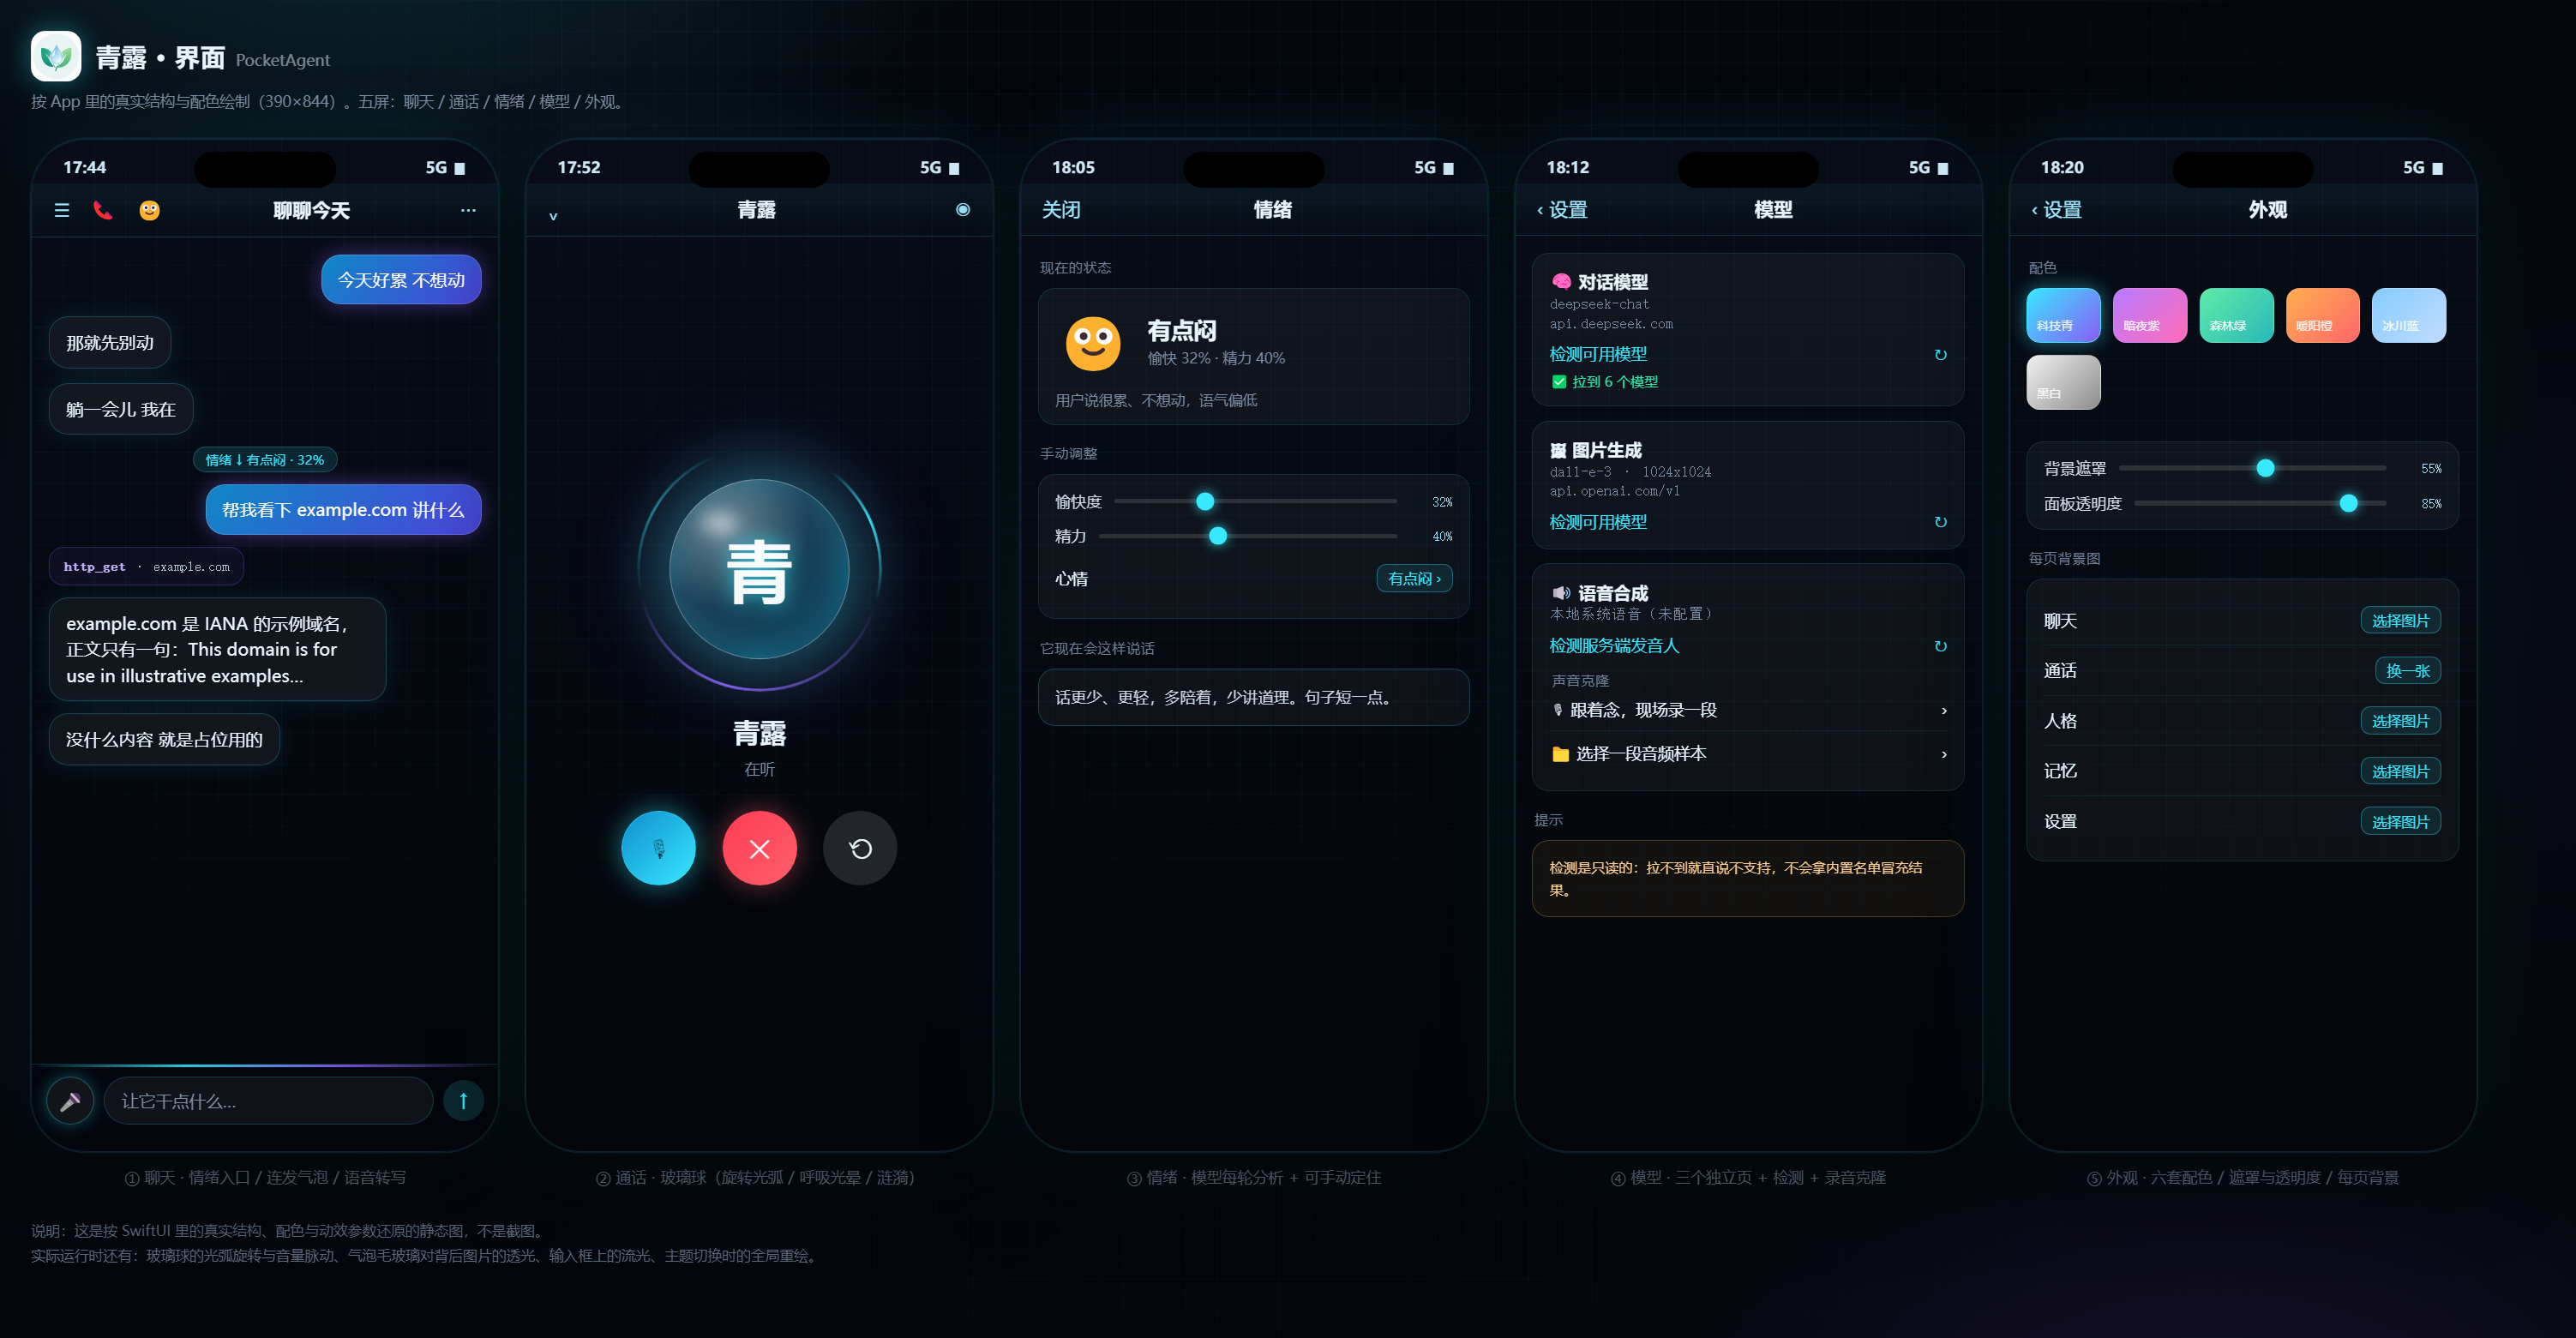 青露 · 界面 PocketAgent
按 App 里的真实结构与配色绘制（390×844）。五屏：聊天 / 通话 / 情绪 / 模型 / 外观。
17:44
5G
聊聊今天
···
今天好累 不想动
那就先别动
躺一会儿 我在
情绪↓有点闷 · 32%
帮我看下 example.com 讲什么
http_get · example.com
example.com 是 IANA 的示例域名，
正文只有一句：This domain is for
use in illustrative examples…
没什么内容 就是占位用的
让它干点什么…
① 聊天 · 情绪入口 / 连发气泡 / 语音转写
17:52
5G
青露
青
青露
在听
② 通话 · 玻璃球（旋转光弧 / 呼吸光晕 / 涟漪）
18:05
5G
关闭
情绪
现在的状态
有点闷
愉快 32% · 精力 40%
用户说很累、不想动，语气偏低
手动调整
愉快度 32%
精力 40%
心情 有点闷 ›
它现在会这样说话
话更少、更轻，多陪着，少讲道理。句子短一点。
③ 情绪 · 模型每轮分析 + 可手动定住
18:12
5G
‹ 设置
模型
对话模型
deepseek-chat
api.deepseek.com
检测可用模型 ↻
✅ 拉到 6 个模型
图片生成
dall-e-3 · 1024x1024
api.openai.com/v1
检测可用模型 ↻
语音合成
本地系统语音（未配置）
检测服务端发音人 ↻
声音克隆
跟着念，现场录一段 ›
选择一段音频样本 ›
提示
检测是只读的：拉不到就直说不支持，不会拿内置名单冒充结
果。
④ 模型 · 三个独立页 + 检测 + 录音克隆
18:20
5G
‹ 设置
外观
配色
科技青 暗夜紫 森林绿 暖阳橙 冰川蓝
黑白
背景遮罩 55%
面板透明度 85%
每页背景图
聊天 选择图片
通话 换一张
人格 选择图片
记忆 选择图片
设置 选择图片
⑤ 外观 · 六套配色 / 遮罩与透明度 / 每页背景
说明：这是按 SwiftUI 里的真实结构、配色与动效参数还原的静态图，不是截图。
实际运行时还有：玻璃球的光弧旋转与音量脉动、气泡毛玻璃对背后图片的透光、输入框上的流光、主题切换时的全局重绘。